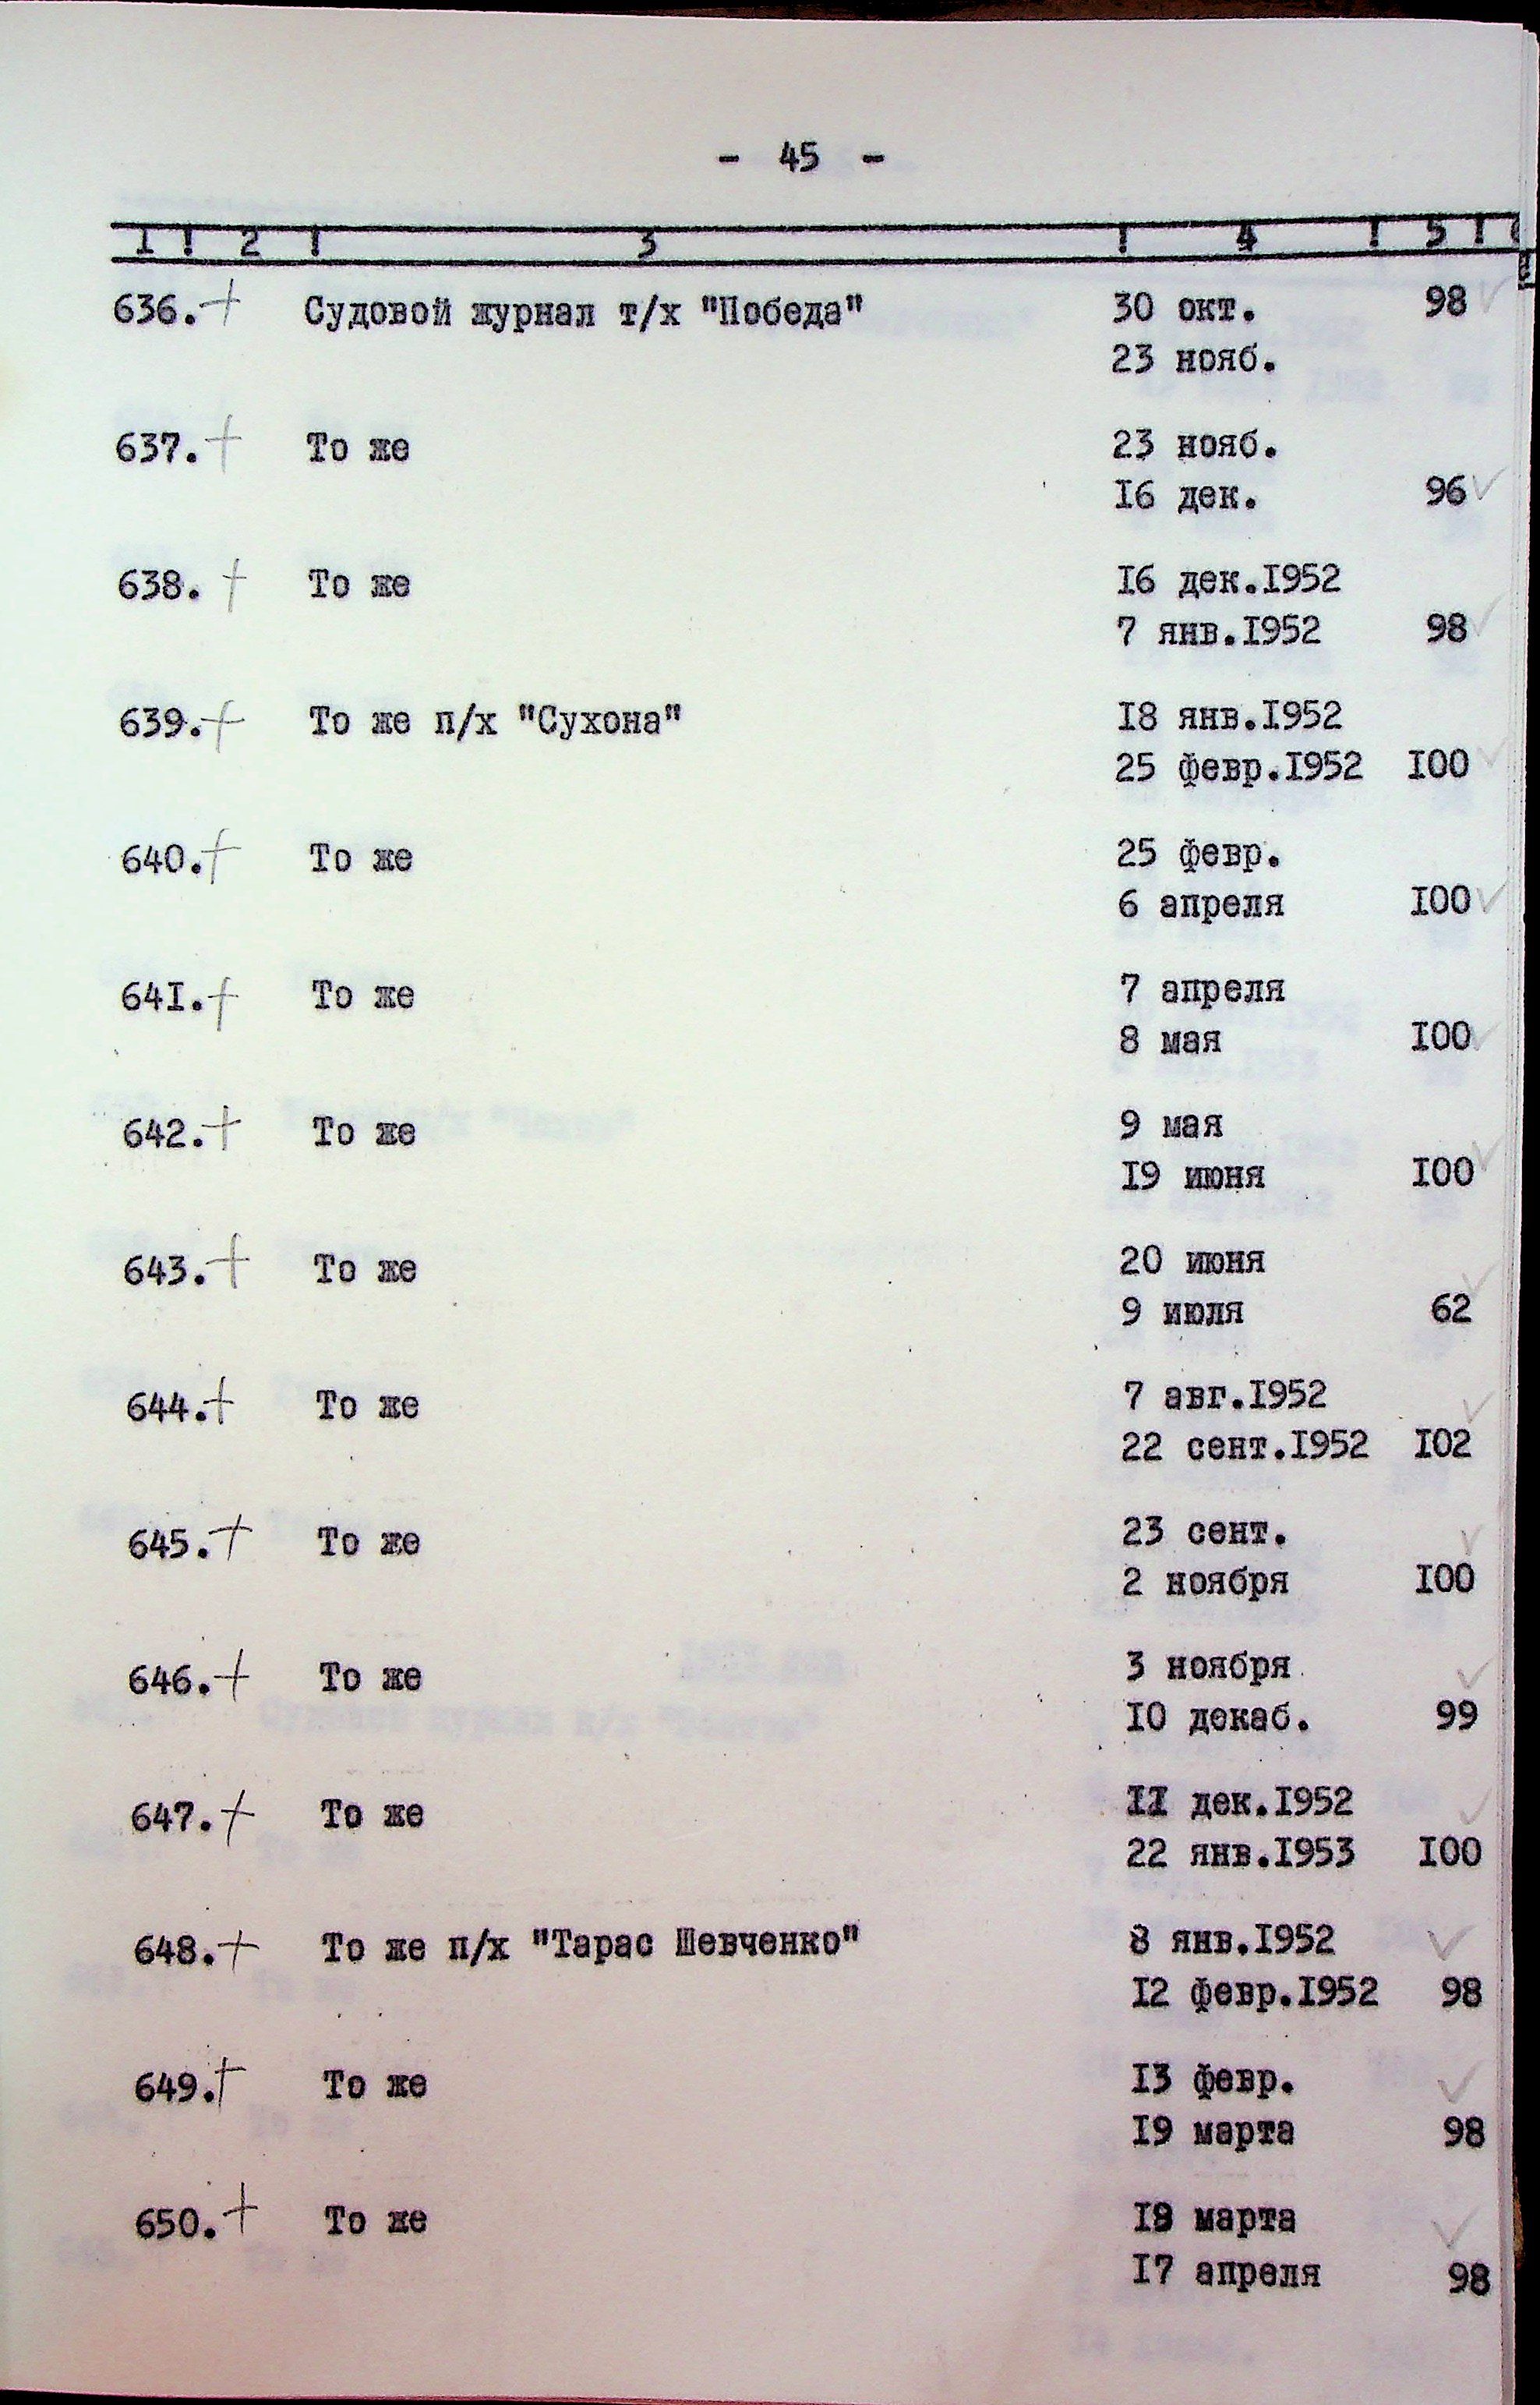 - 45 -
1 ! 2 ! 3 ! 4 ! 5 !
636.+ Судовой журнал т/х "Победа" 30 окт. 98 ✓
23 нояб.
637.+ То же 23 нояб.
16 дек. 96 ✓
638.+ То же 16 дек.1952
7 янв.1952 98 ✓
639.+ То же п/х "Сухона" 18 янв.1952
25 февр.1952 100 ✓
640.+ То же 25 февр.
6 апреля 100 ✓
641.+ То же 7 апреля
8 мая 100 ✓
642.+ То же 9 мая
19 июня 100 ✓
643.+ То же 20 июня
9 июля 62 ✓
644.+ То же 7 авг.1952
22 сент.1952 102 ✓
645.+ То же 23 сент.
2 ноября 100 ✓
646.+ То же 3 ноября
10 декаб. 99 ✓
647.+ То же 11 дек.1952
22 янв.1953 100 ✓
648.+ То же п/х "Тарас Шевченко" 8 янв.1952
12 февр.1952 98 ✓
649.+ То же 13 февр.
19 марта 98 ✓
650.+ То же 19 марта
17 апреля 98 ✓